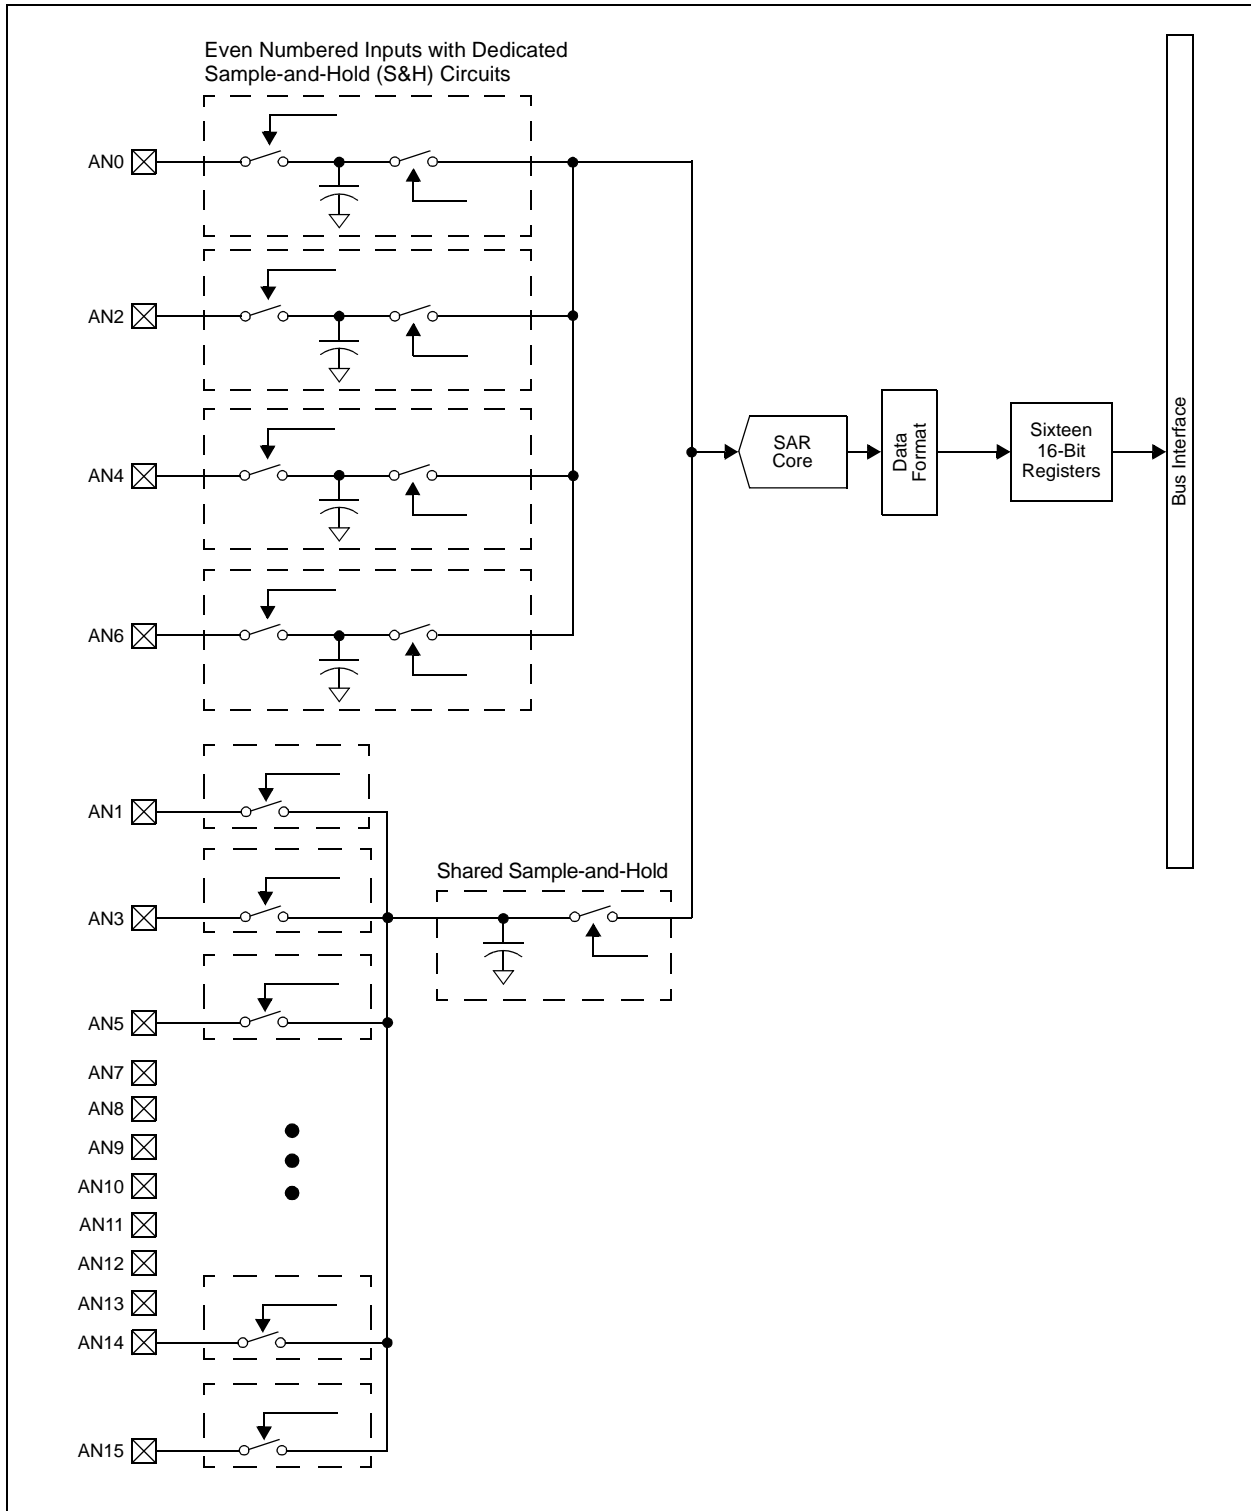 Even Numbered Inputs with Dedicated
Sample-and-Hold (S&H) Circuits
AN0
AN2
AN4
AN6
SAR
Core
Data
Format
Sixteen
16-Bit
Registers
Bus Interface
AN1
Shared Sample-and-Hold
AN3
AN5
AN7
AN8
AN9
AN10
AN11
AN12
AN13
AN14
AN15